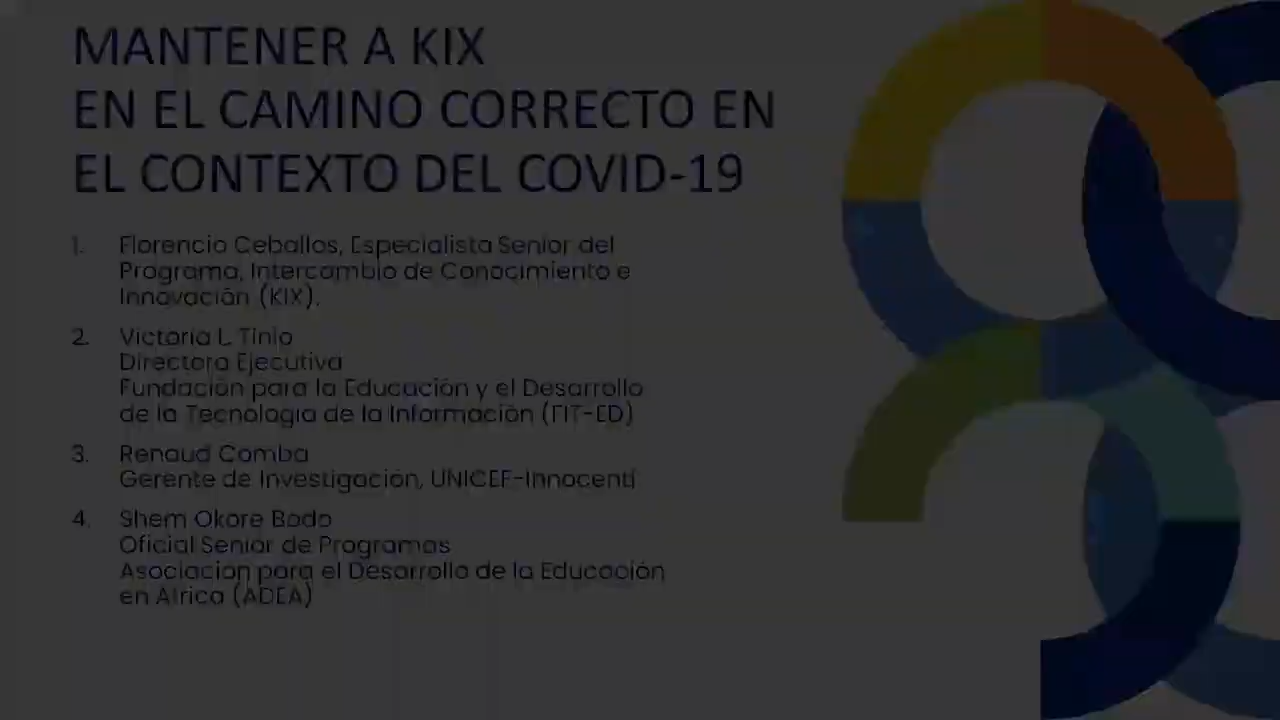 MANTENER A KIX
EN EL CAMINO CORRECTO EN
EL CONTEXTO DEL COVID-19
1. Florencio Ceballos, Especialista Senior del
Programa, Intercambio de Conocimiento e
Innovación (KIX).
2. Victoria L. Tinio
Directora Ejecutiva
Fundación para la Educación y el Desarrollo
de la Tecnología de la Información (FIT-ED)
3. Renaud Comba
Gerente de Investigación, UNICEF-Innocenti
4. Shem Okore Bodo
Oficial Senior de Programas
Asociación para el Desarrollo de la Educación
en África (ADEA)